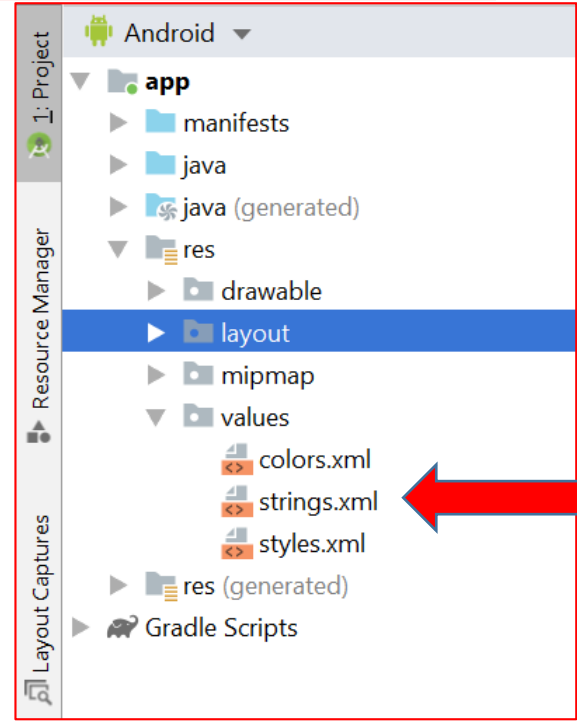 Android
app
manifests
java
java (generated)
res
drawable
layout
mipmap
values
colors.xml
strings.xml
styles.xml
res (generated)
Gradle Scripts
1: Project
Resource Manager
Layout Captures